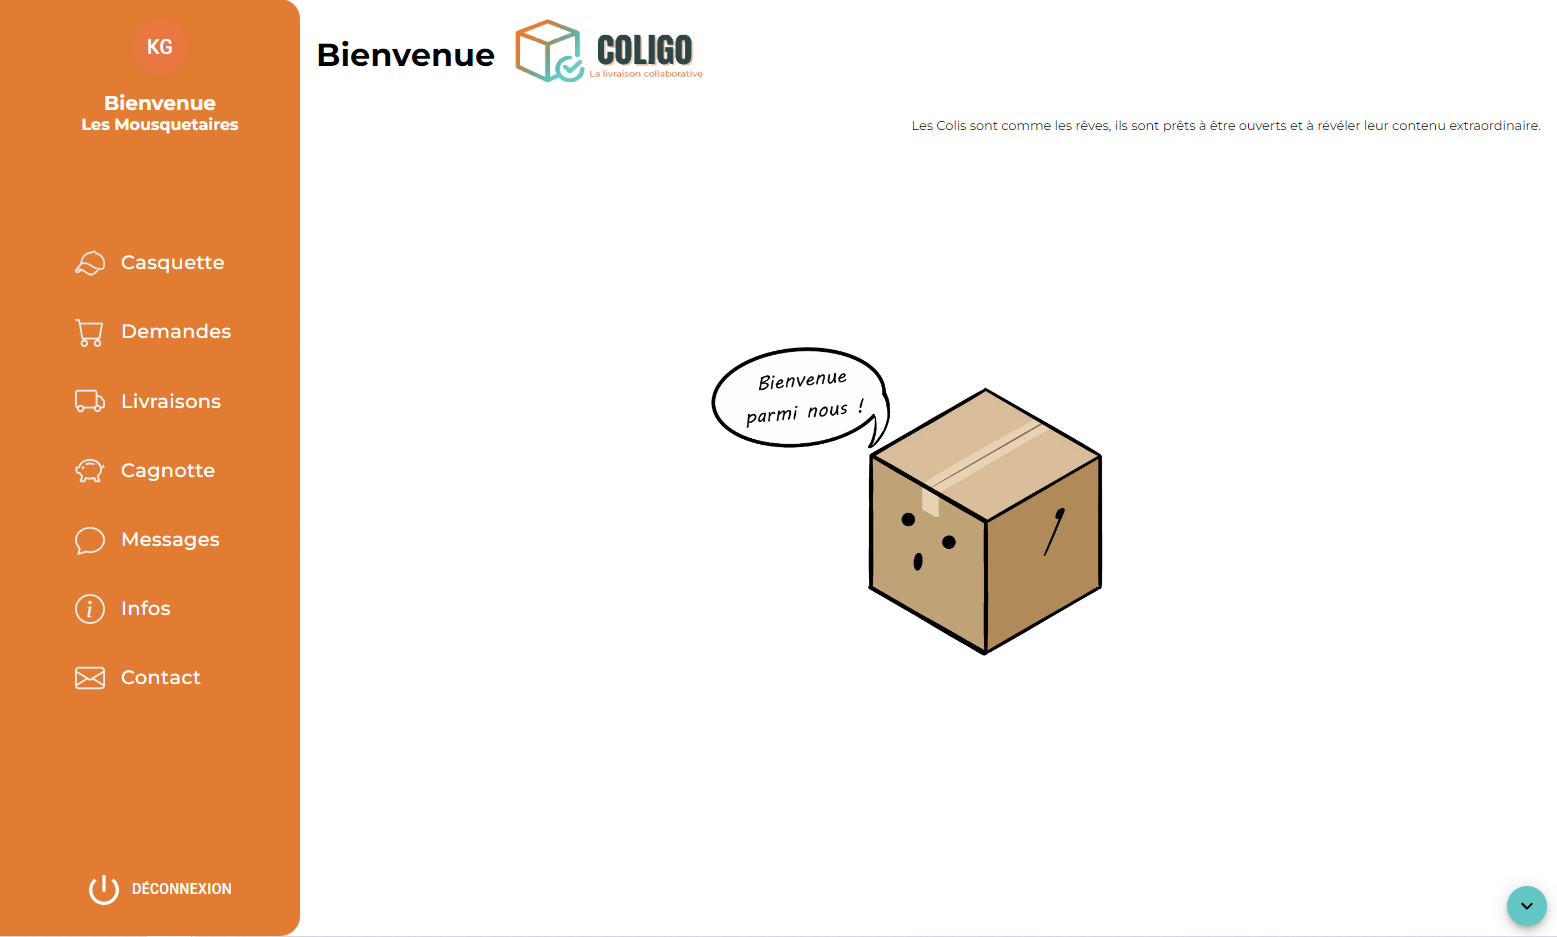 KG
Bienvenue
Les Mousquetaires
Casquette
Demandes
Livraisons
Cagnotte
Messages
Infos
Contact
DÉCONNEXION
Bienvenue
COLIGO
La livraison collaborative
Les Colis sont comme les rêves, ils sont prêts à être ouverts et à révéler leur contenu extraordinaire.
Bienvenue
parmi nous !